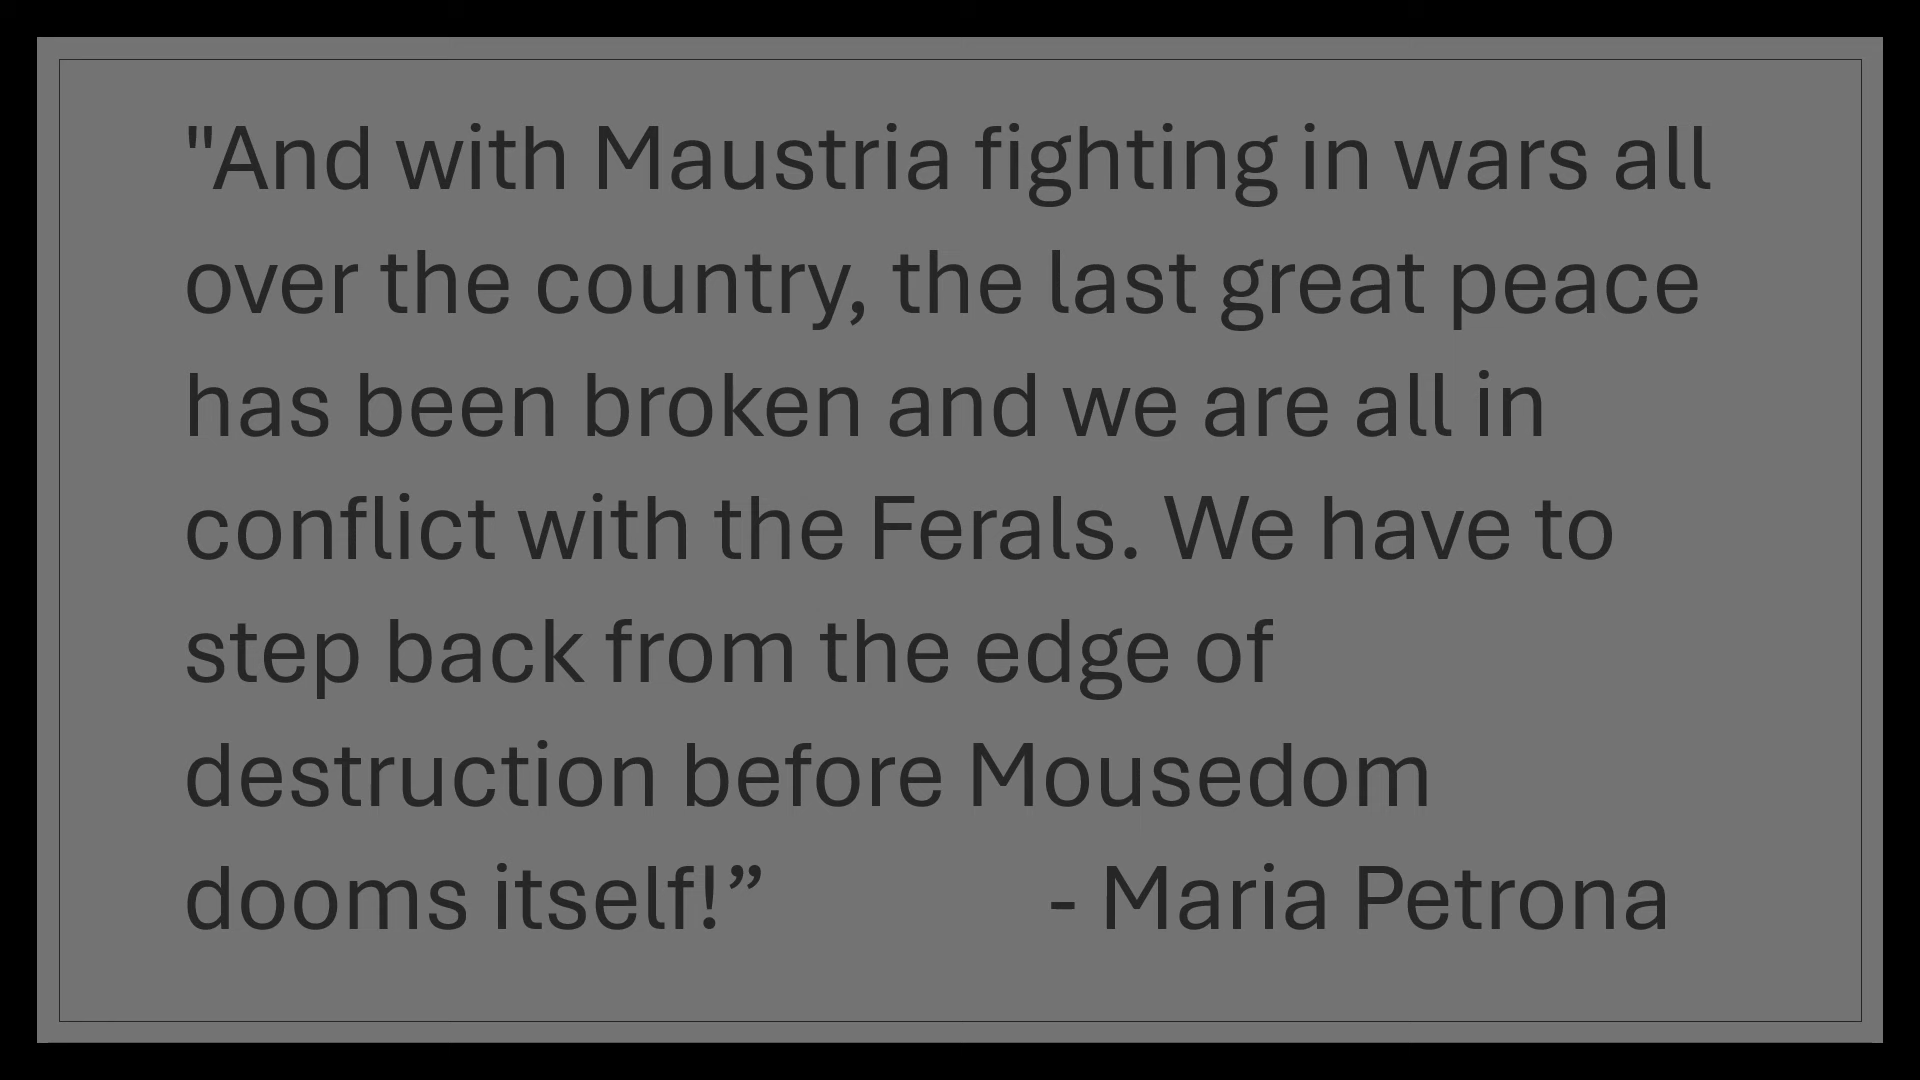 "And with Maustria fighting in wars all
over the country, the last great peace
has been broken and we are all in
conflict with the Ferals. We have to
step back from the edge of
destruction before Mousedom
dooms itself!” - Maria Petrona